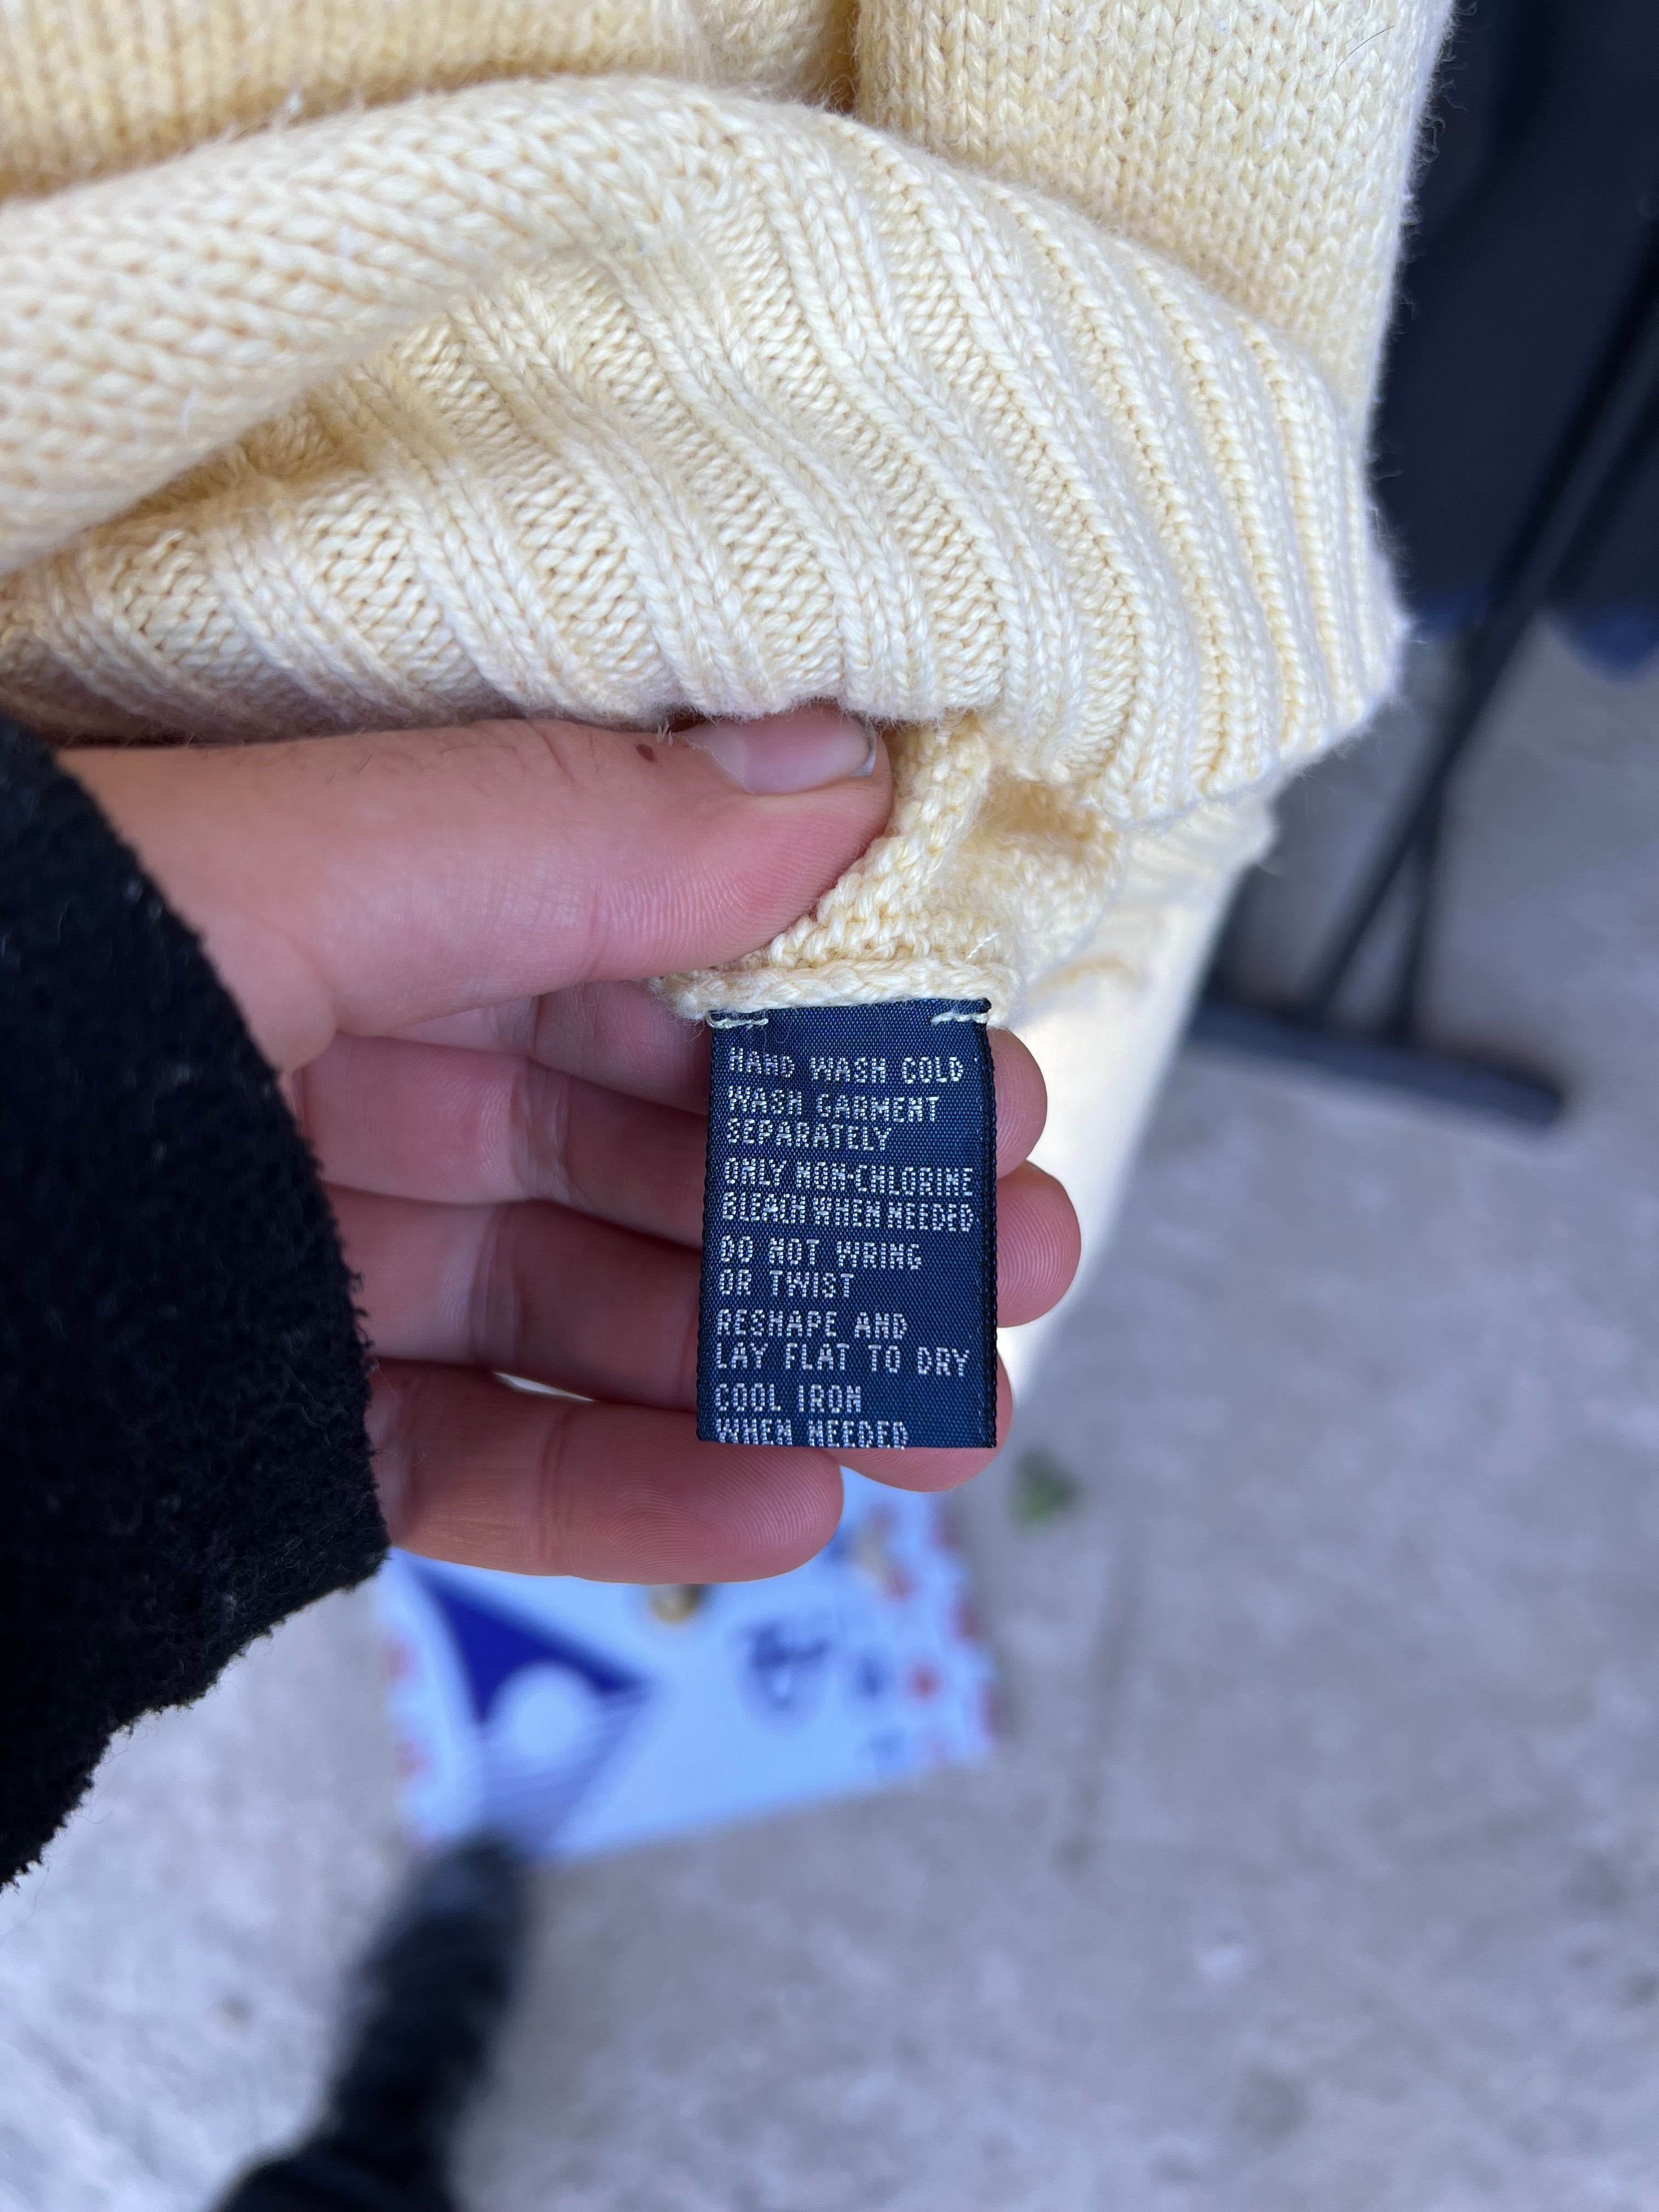 HAND WASH COLD
WASH GARMENT
SEPARATELY
ONLY NON-CHLORINE
BLEACH WHEN NEEDED
DO NOT WRING
OR TWIST
RESHAPE AND
LAY FLAT TO DRY
COOL IRON
WHEN NEEDED